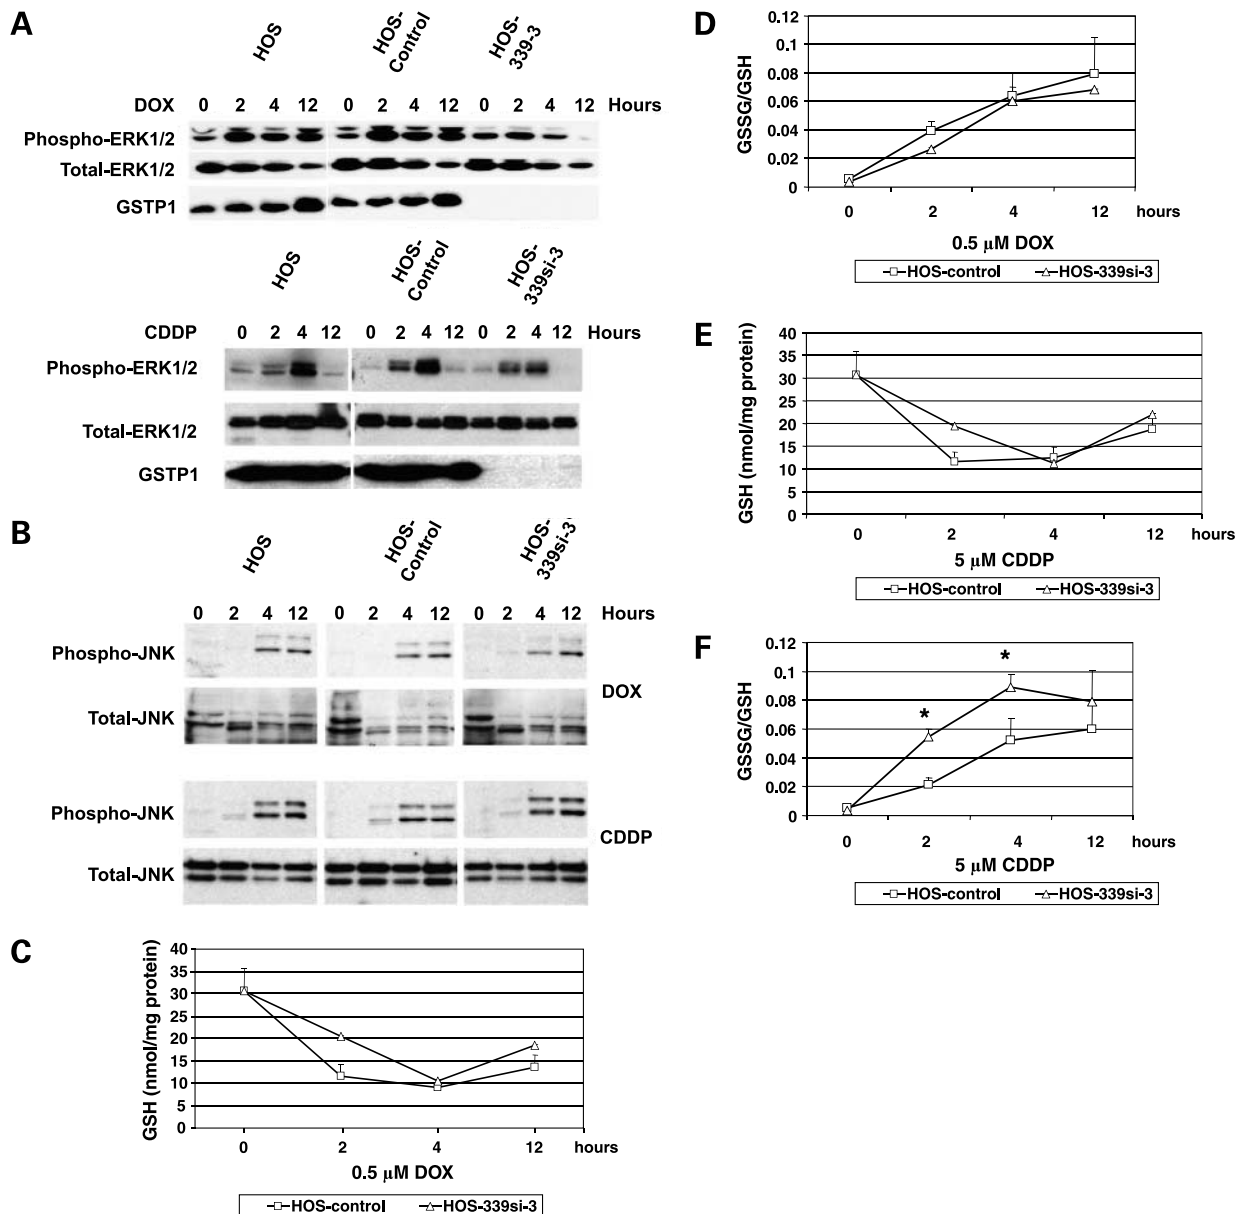 A
HOS
HOS-Control
HOS-339-3
DOX 0 2 4 12 0 2 4 12 0 2 4 12 Hours
Phospho-ERK1/2
Total-ERK1/2
GSTP1
HOS
HOS-Control
HOS-339si-3
CDDP 0 2 4 12 0 2 4 12 0 2 4 12 Hours
Phospho-ERK1/2
Total-ERK1/2
GSTP1
B
HOS
HOS-Control
HOS-339si-3
0 2 4 12 0 2 4 12 0 2 4 12 Hours
Phospho-JNK
DOX
Total-JNK
Phospho-JNK
CDDP
Total-JNK
C
GSH (nmol/mg protein)
40
35
30
25
20
15
10
5
0
0 2 4 12 hours
0.5 µM DOX
HOS-control HOS-339si-3
D
GSSG/GSH
0.12
0.1
0.08
0.06
0.04
0.02
0
0 2 4 12 hours
0.5 µM DOX
HOS-control HOS-339si-3
E
GSH (nmol/mg protein)
40
35
30
25
20
15
10
5
0
0 2 4 12 hours
5 µM CDDP
HOS-control HOS-339si-3
F
GSSG/GSH
0.12
0.1
0.08
0.06
0.04
0.02
0
* *
0 2 4 12 hours
5 µM CDDP
HOS-control HOS-339si-3